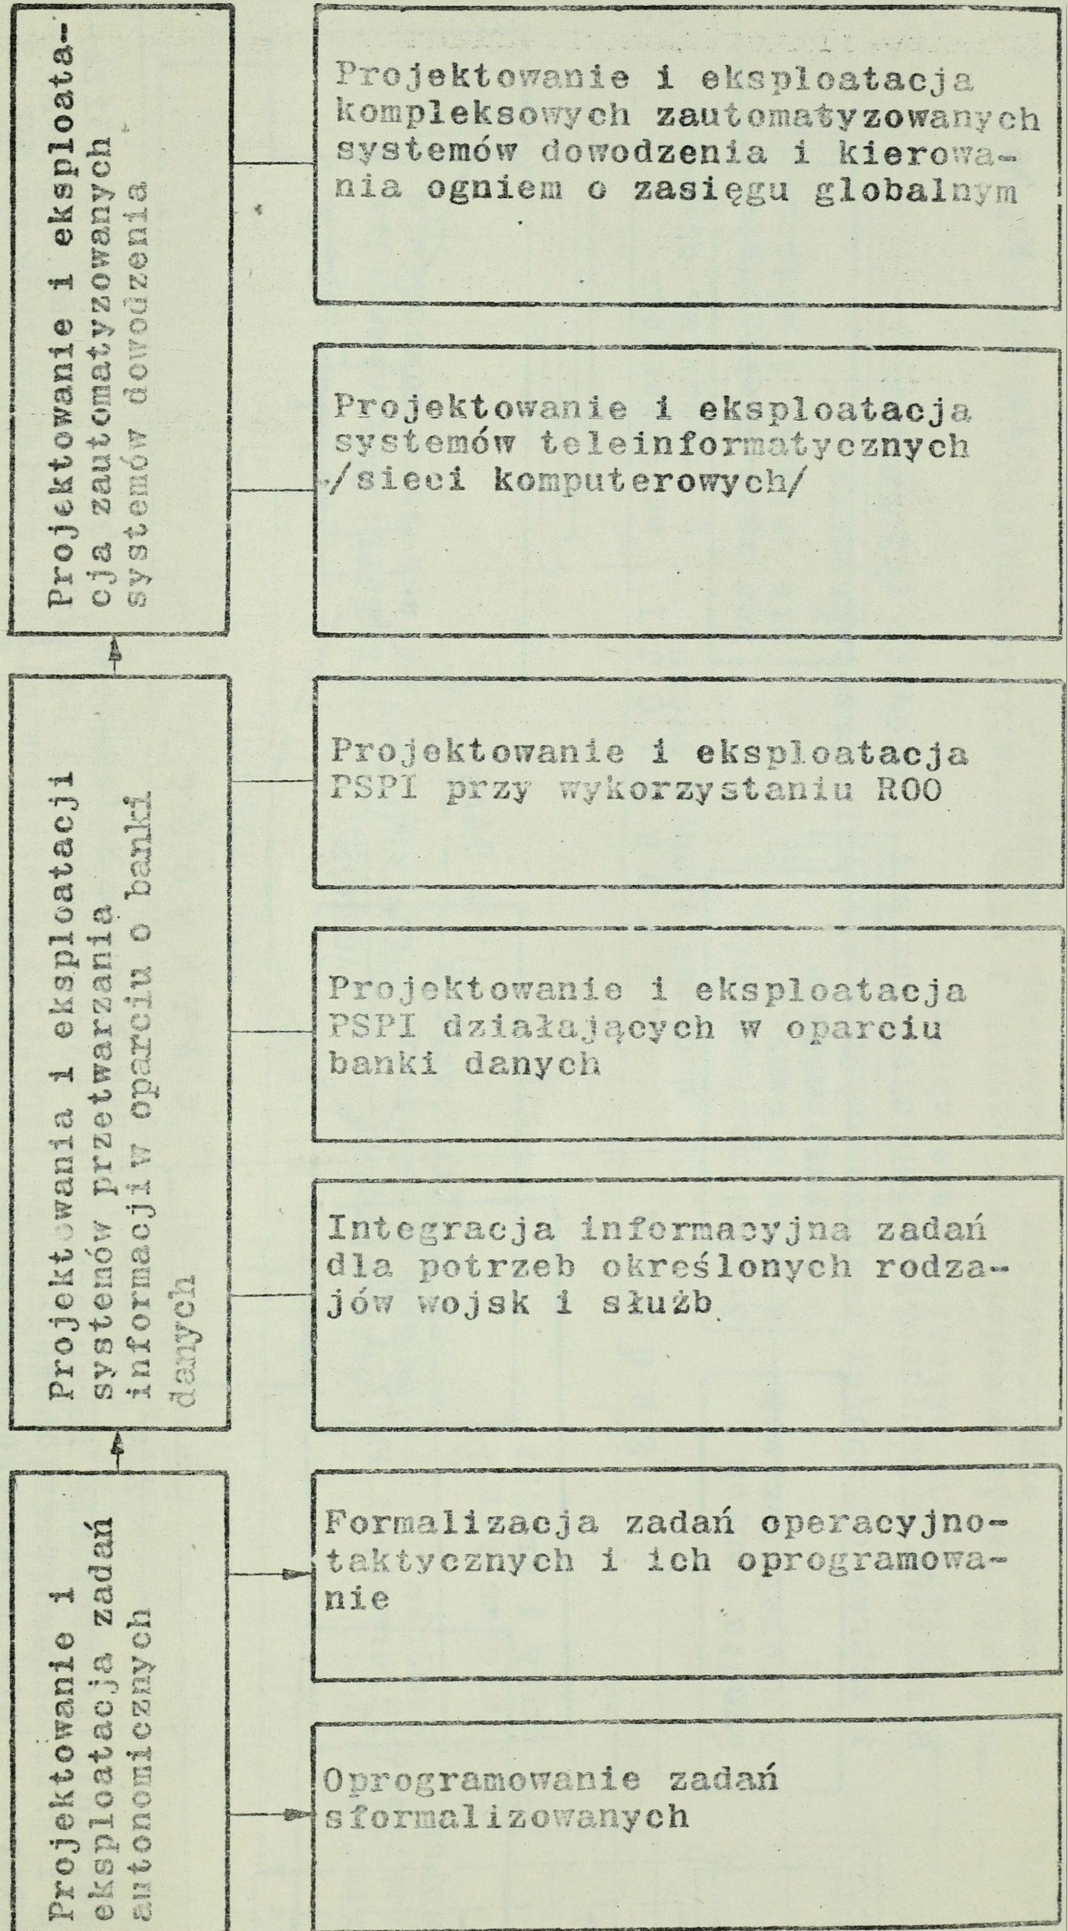 Projektowanie i eksploata-
cja zautomatyzowanych
systemów dowodzenia
Projektowanie i eksploatacja
kompleksowych zautomatyzowanych
systemów dowodzenia i kierowa-
nia ogniem o zasięgu globalnym
Projektowanie i eksploatacja
systemów teleinformatycznych
/sieci komputerowych/
Projektowania i eksploatacji
systemów przetwarzania
informacji w oparciu o banki
danych
Projektowanie i eksploatacja
PSPI przy wykorzystaniu ROO
Projektowanie i eksploatacja
PSPI działających w oparciu
banki danych
Integracja informacyjna zadań
dla potrzeb określonych rodza-
jów wojsk i służb
Projektowanie i
eksploatacja zadań
autonomicznych
Formalizacja zadań operacyjno-
taktycznych i ich oprogramowa-
nie
Oprogramowanie zadań
sformalizowanych